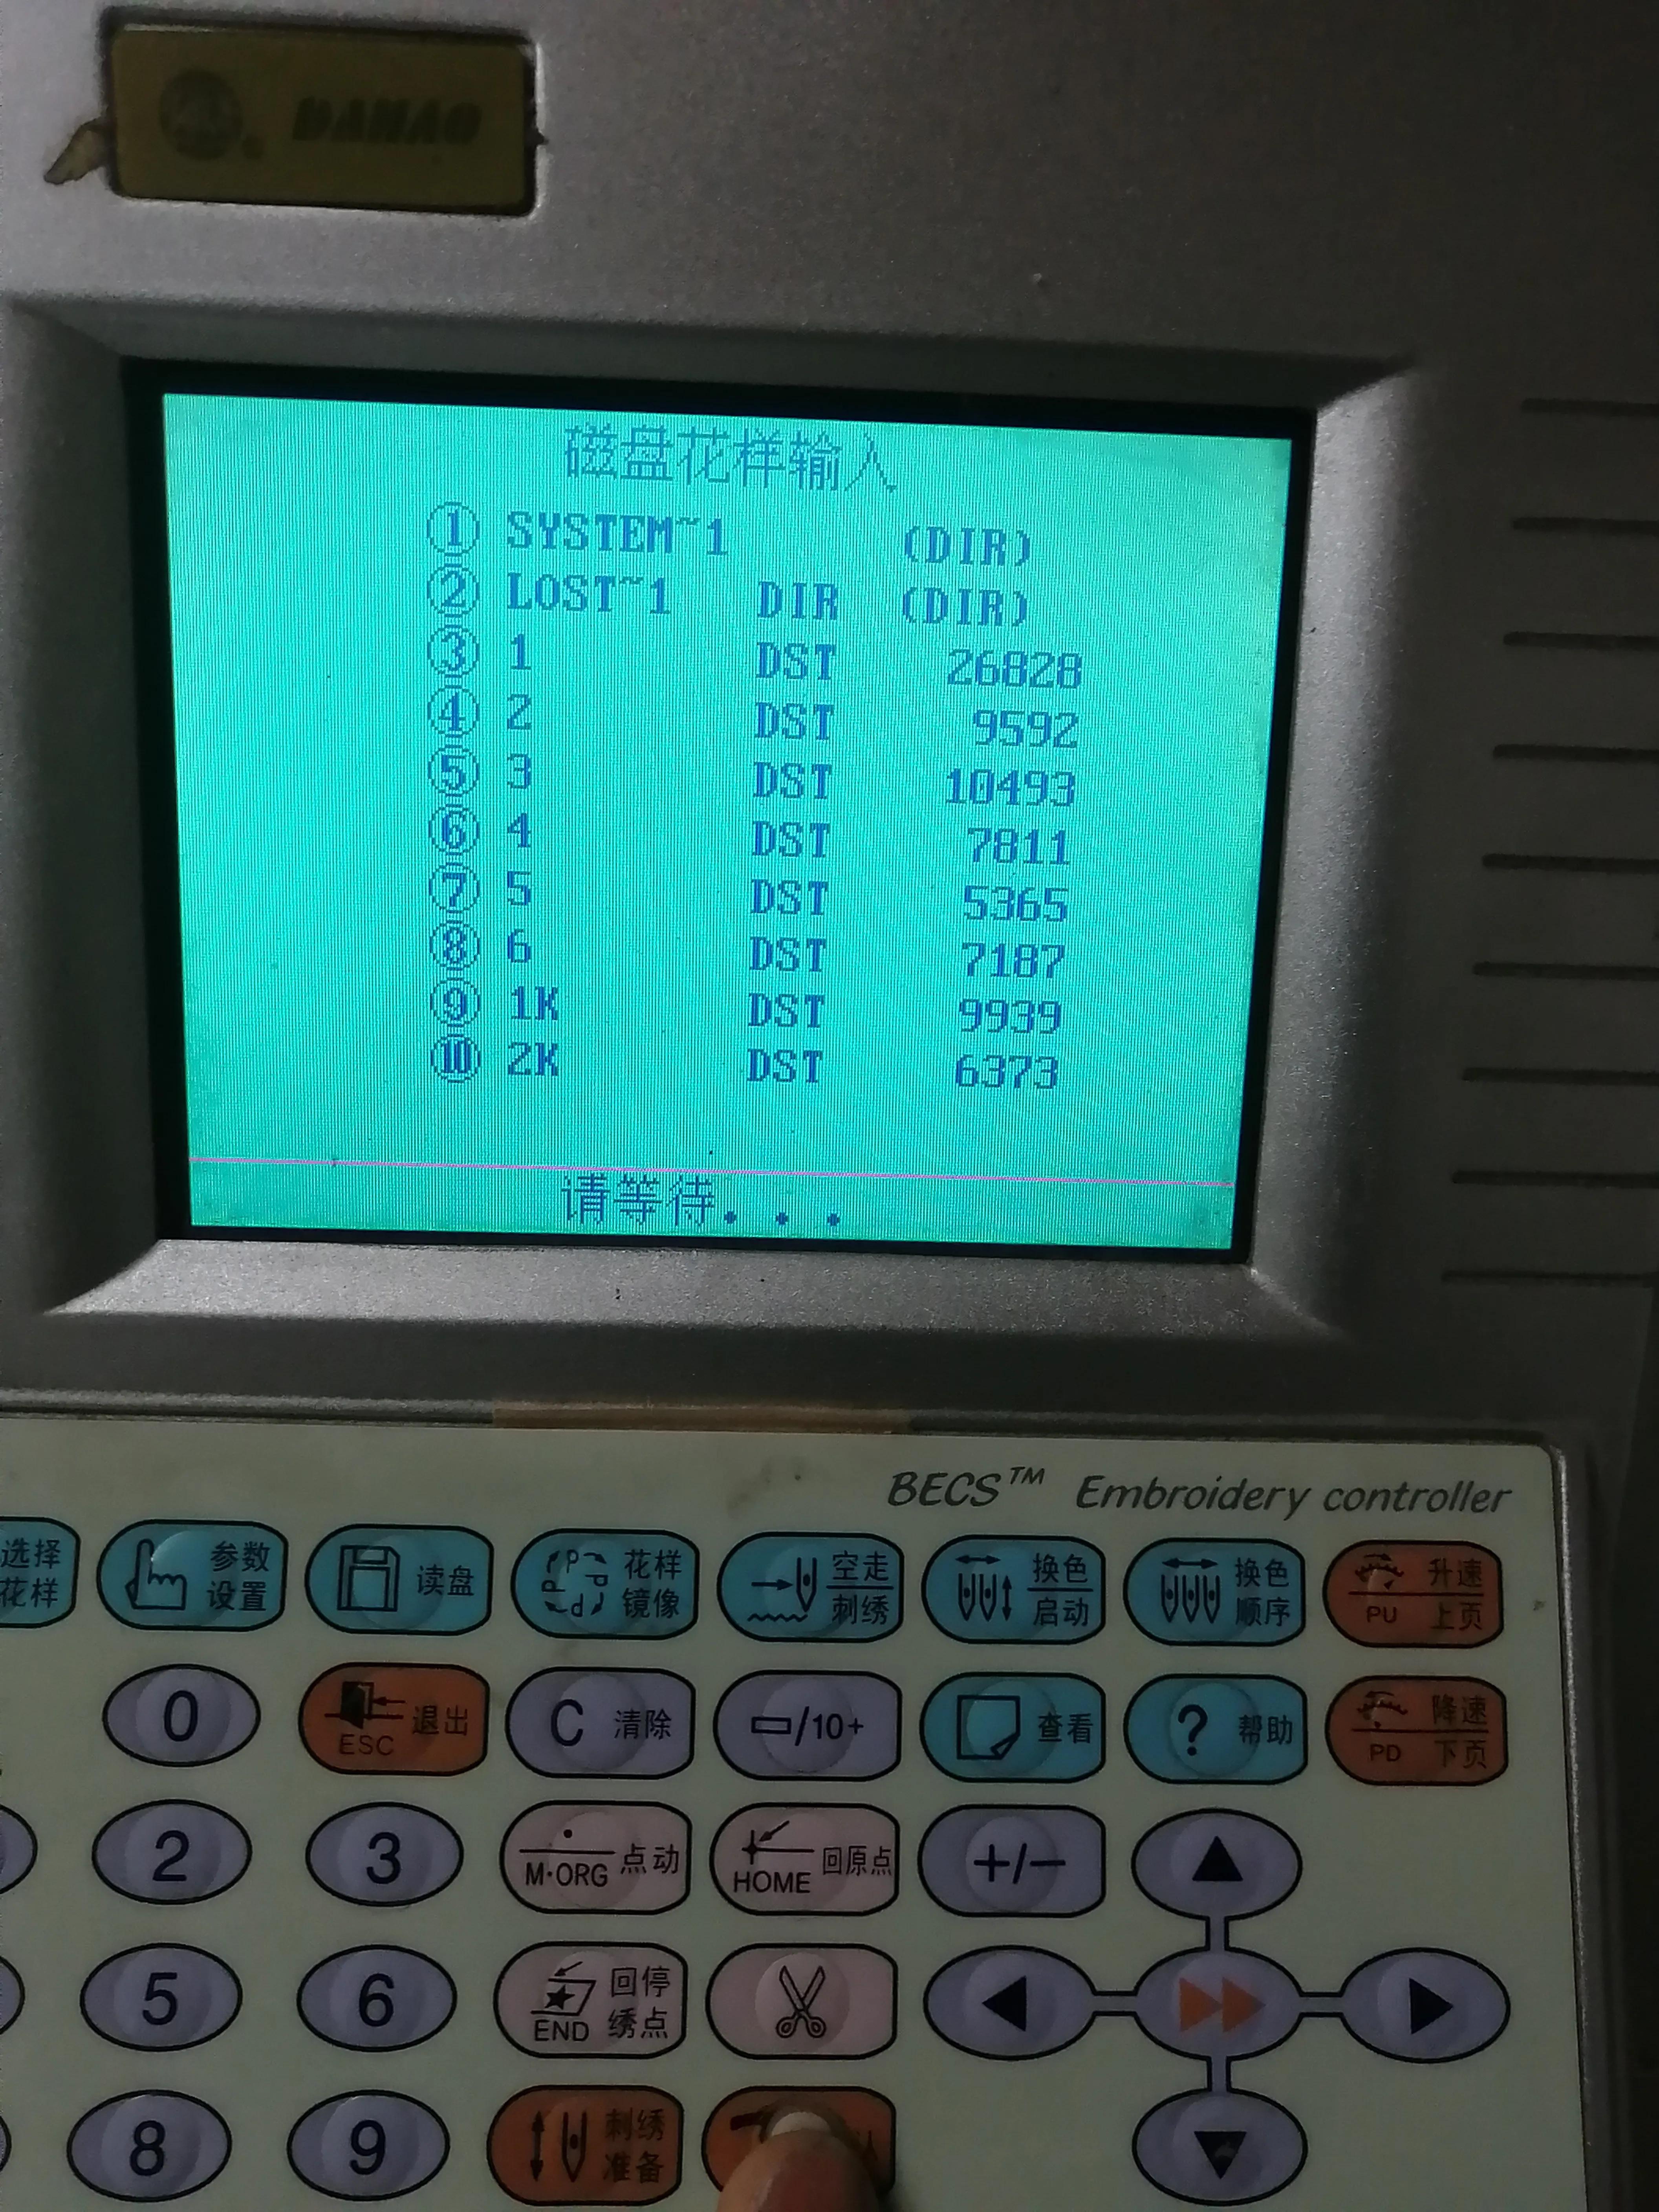 DAHAO
磁盘花样输入
① SYSTEM~1 (DIR)
② LOST~1 DIR (DIR)
③ 1 DST 26828
④ 2 DST 9592
⑤ 3 DST 10493
⑥ 4 DST 7811
⑦ 5 DST 5365
⑧ 6 DST 7187
⑨ 1K DST 9939
⑩ 2K DST 6373
请等待...
BECS™ Embroidery controller
选择
花样
参数
设置
读盘
花样
镜像
空走
刺绣
换色
启动
换色
顺序
升速
PU 上页
0
退出
ESC
C 清除
/10+
查看
? 帮助
降速
PD 下页
2
3
M·ORG 点动
HOME 回原点
+/-
5
6
回停
END 绣点
8
9
刺绣
准备